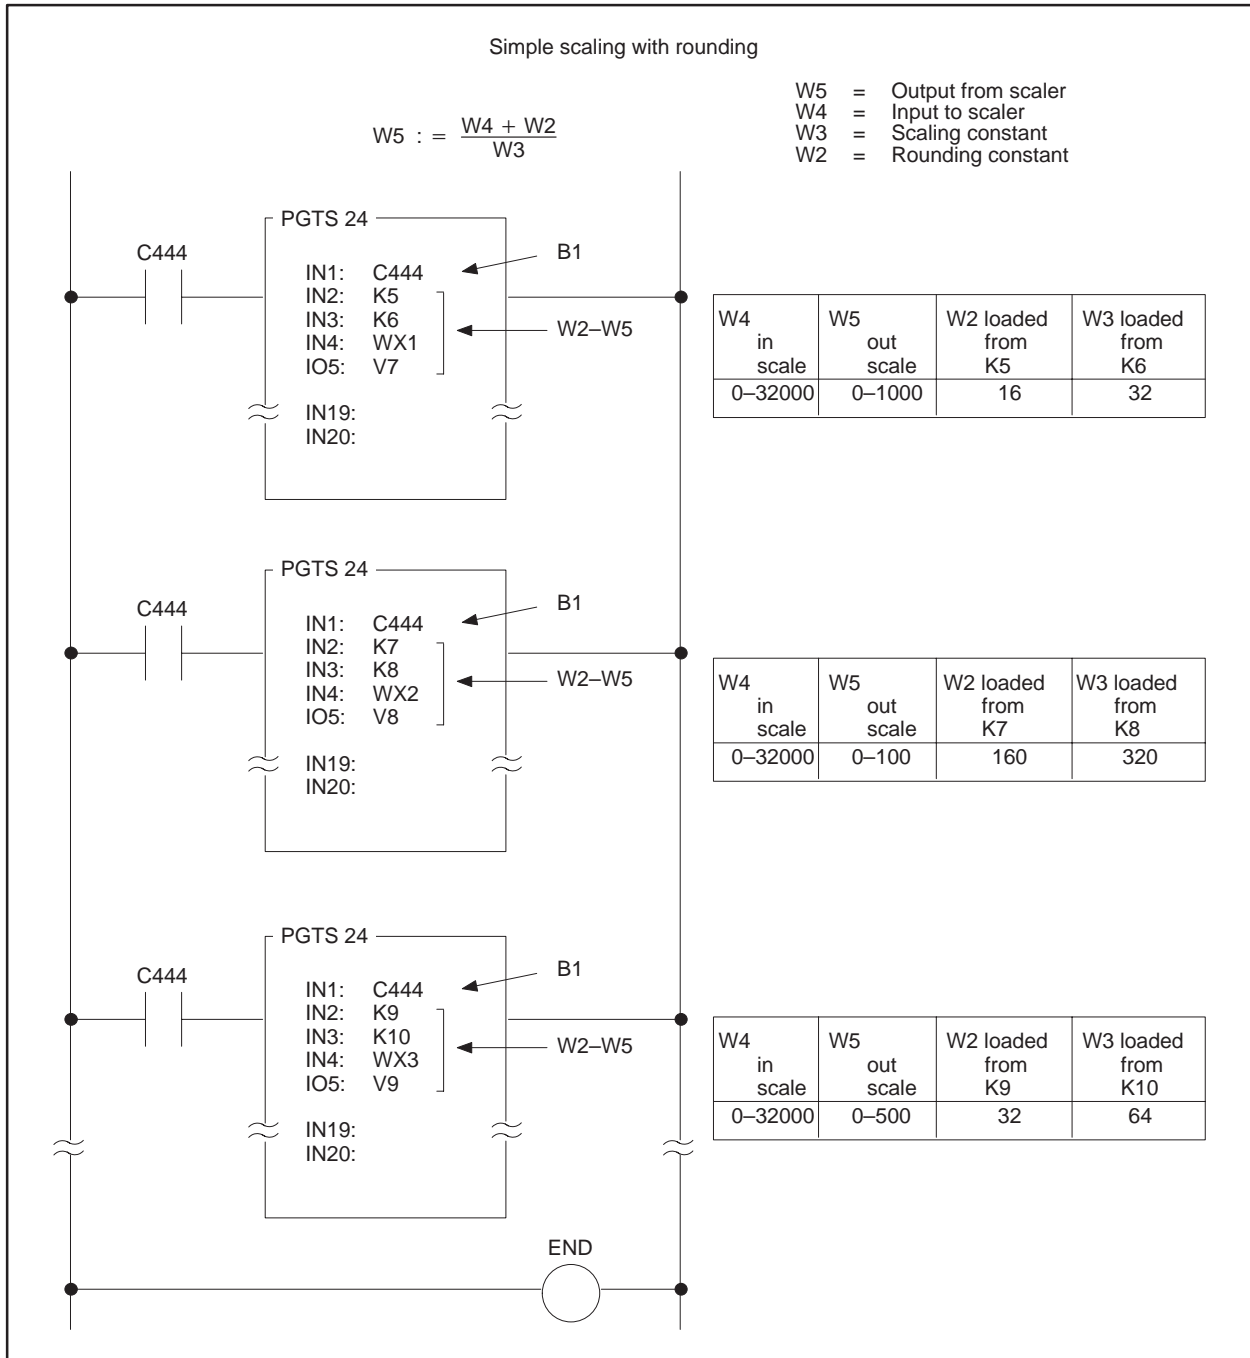 Simple scaling with rounding
W5 := W4 + W2
W3
W5 = Output from scaler
W4 = Input to scaler
W3 = Scaling constant
W2 = Rounding constant
PGTS 24
C444
B1
IN1: C444
IN2: K5
IN3: K6
IN4: WX1
IO5: V7
W2–W5
IN19:
IN20:
W4 in scale
W5 out scale
W2 loaded from K5
W3 loaded from K6
0–32000 0–1000 16 32
PGTS 24
C444
B1
IN1: C444
IN2: K7
IN3: K8
IN4: WX2
IO5: V8
W2–W5
IN19:
IN20:
W4 in scale
W5 out scale
W2 loaded from K7
W3 loaded from K8
0–32000 0–100 160 320
PGTS 24
C444
B1
IN1: C444
IN2: K9
IN3: K10
IN4: WX3
IO5: V9
W2–W5
IN19:
IN20:
W4 in scale
W5 out scale
W2 loaded from K9
W3 loaded from K10
0–32000 0–500 32 64
END